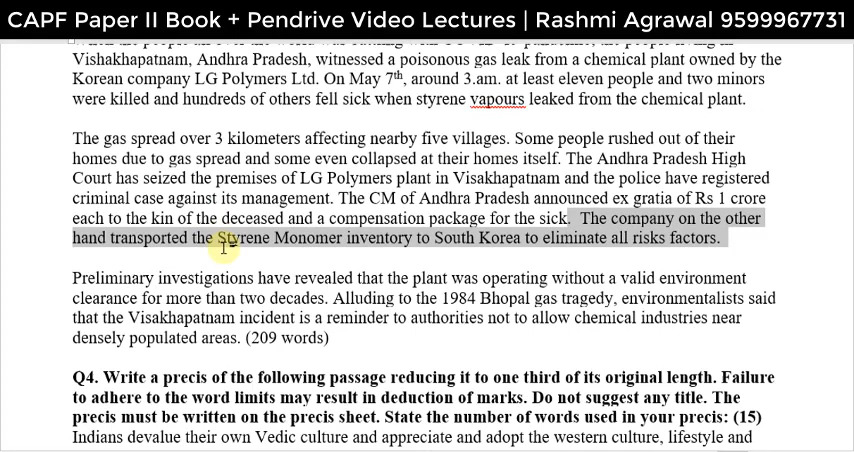 CAPF Paper II Book + Pendrive Video Lectures | Rashmi Agrawal 9599967731
Vishakhapatnam, Andhra Pradesh, witnessed a poisonous gas leak from a chemical plant owned by the
Korean company LG Polymers Ltd. On May 7th, around 3.am. at least eleven people and two minors
were killed and hundreds of others fell sick when styrene vapours leaked from the chemical plant.
The gas spread over 3 kilometers affecting nearby five villages. Some people rushed out of their
homes due to gas spread and some even collapsed at their homes itself. The Andhra Pradesh High
Court has seized the premises of LG Polymers plant in Visakhapatnam and the police have registered
criminal case against its management. The CM of Andhra Pradesh announced ex gratia of Rs 1 crore
each to the kin of the deceased and a compensation package for the sick. The company on the other
hand transported the Styrene Monomer inventory to South Korea to eliminate all risks factors.
Preliminary investigations have revealed that the plant was operating without a valid environment
clearance for more than two decades. Alluding to the 1984 Bhopal gas tragedy, environmentalists said
that the Visakhapatnam incident is a reminder to authorities not to allow chemical industries near
densely populated areas. (209 words)
Q4. Write a precis of the following passage reducing it to one third of its original length. Failure
to adhere to the word limits may result in deduction of marks. Do not suggest any title. The
precis must be written on the precis sheet. State the number of words used in your precis: (15)
Indians devalue their own Vedic culture and appreciate and adopt the western culture, lifestyle and